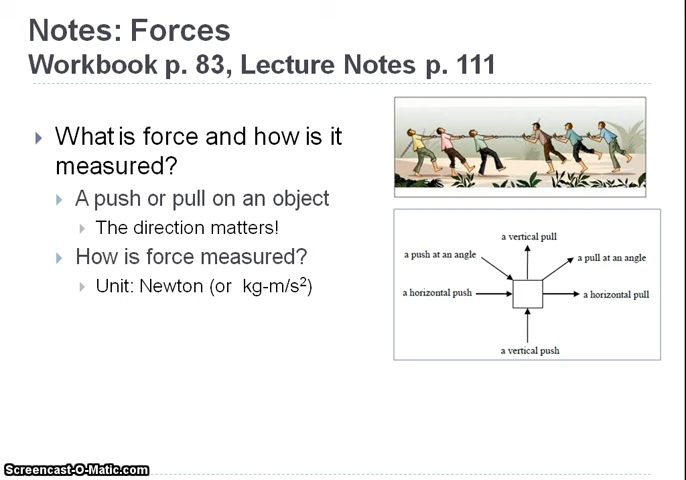 Notes: Forces
Workbook p. 83, Lecture Notes p. 111
What is force and how is it
measured?
A push or pull on an object
The direction matters!
How is force measured?
Unit: Newton (or kg-m/s²)
a vertical pull
a push at an angle
a pull at an angle
a horizontal push
a horizontal pull
a vertical push
Screencast-O-Matic.com